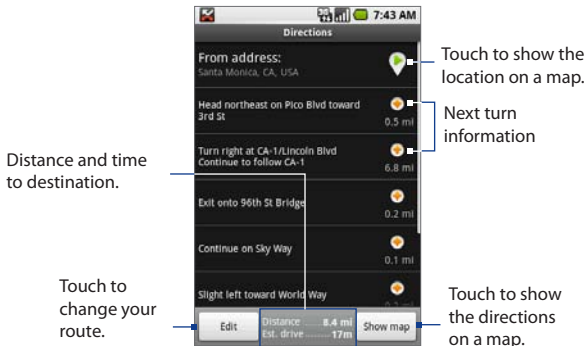 7:43 AM
Directions
From address:
Santa Monica, CA, USA
Touch to show the
location on a map.
Head northeast on Pico Blvd toward
3rd St
0.5 mi
Next turn
information
Turn right at CA-1/Lincoln Blvd
Continue to follow CA-1
6.8 mi
Distance and time
to destination.
Exit onto 96th St Bridge
0.2 mi
Continue on Sky Way
0.1 mi
Slight left toward World Way
Touch to
change your
route.
Edit
Distance ..... 8.4 mi
Est. drive ....... 17m
Show map
Touch to show
the directions
on a map.